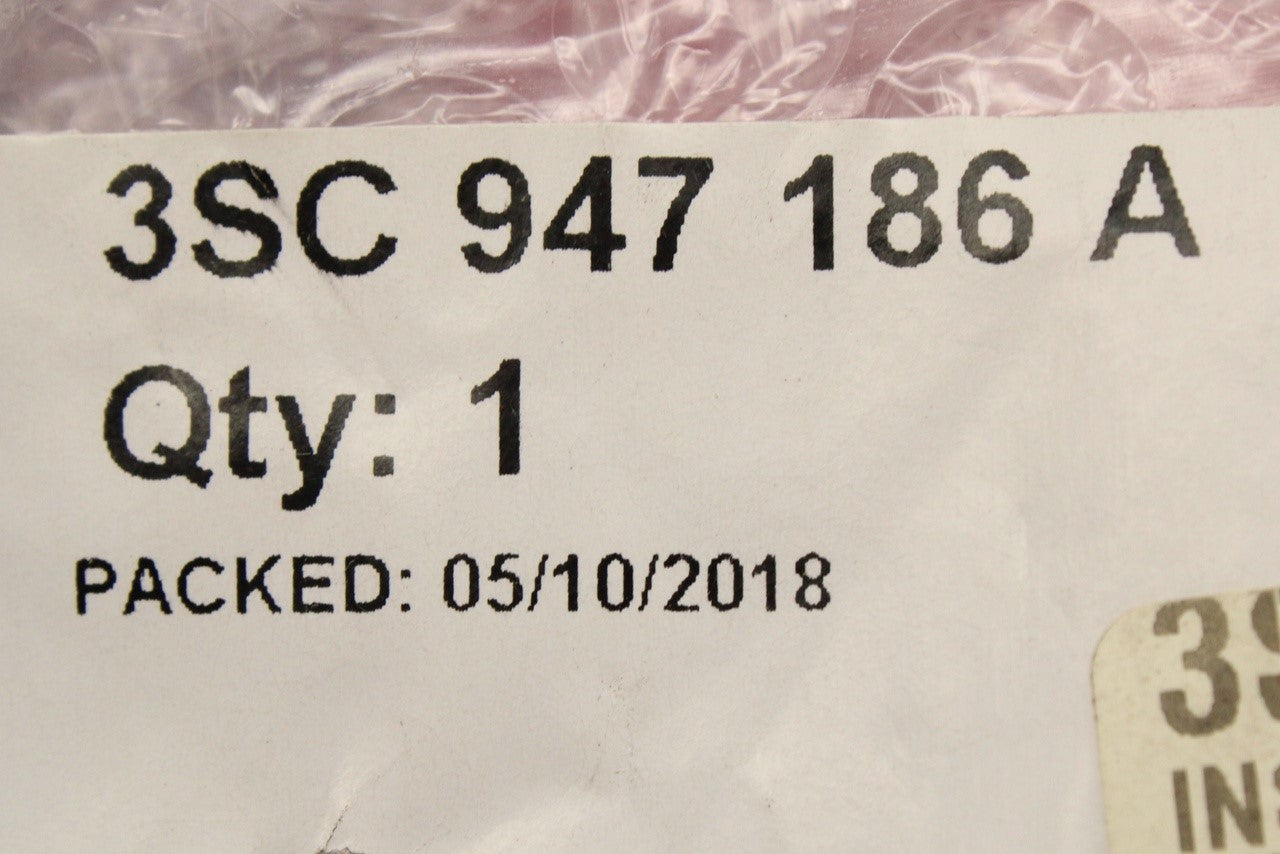 3SC 947 186 A
Qty: 1
PACKED: 05/10/2018